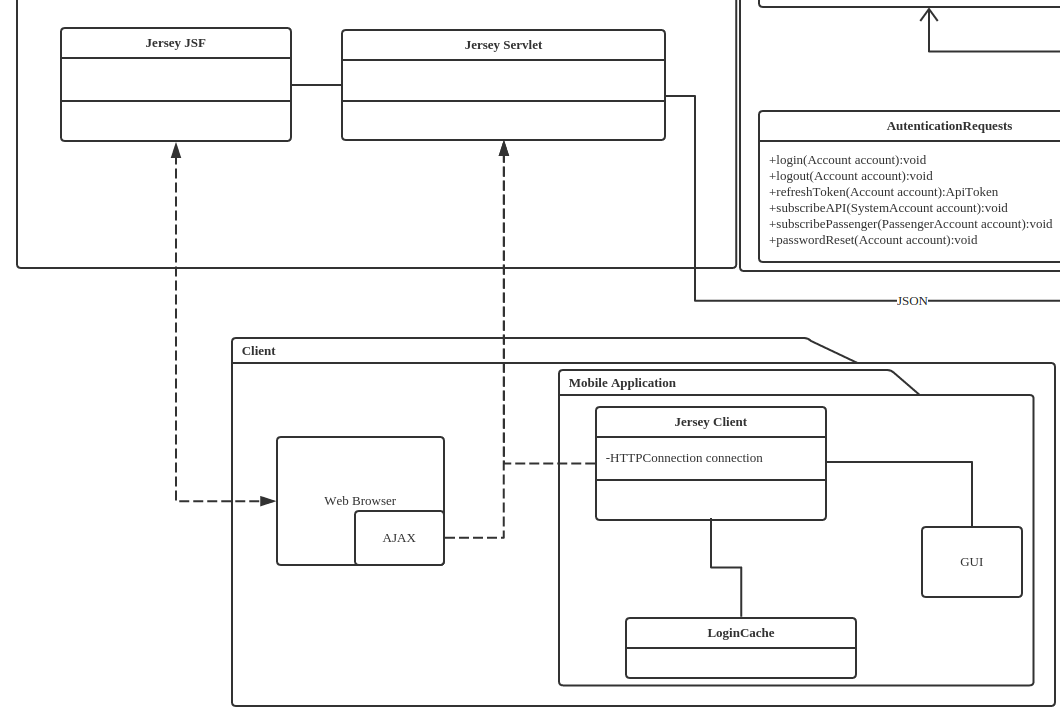 Jersey JSF
Jersey Servlet
AutenticationRequests
+login(Account account):void
+logout(Account account):void
+refreshToken(Account account):ApiToken
+subscribeAPI(SystemAccount account):void
+subscribePassenger(PassengerAccount account):void
+passwordReset(Account account):void
JSON
Client
Mobile Application
Jersey Client
-HTTPConnection connection
Web Browser
AJAX
GUI
LoginCache